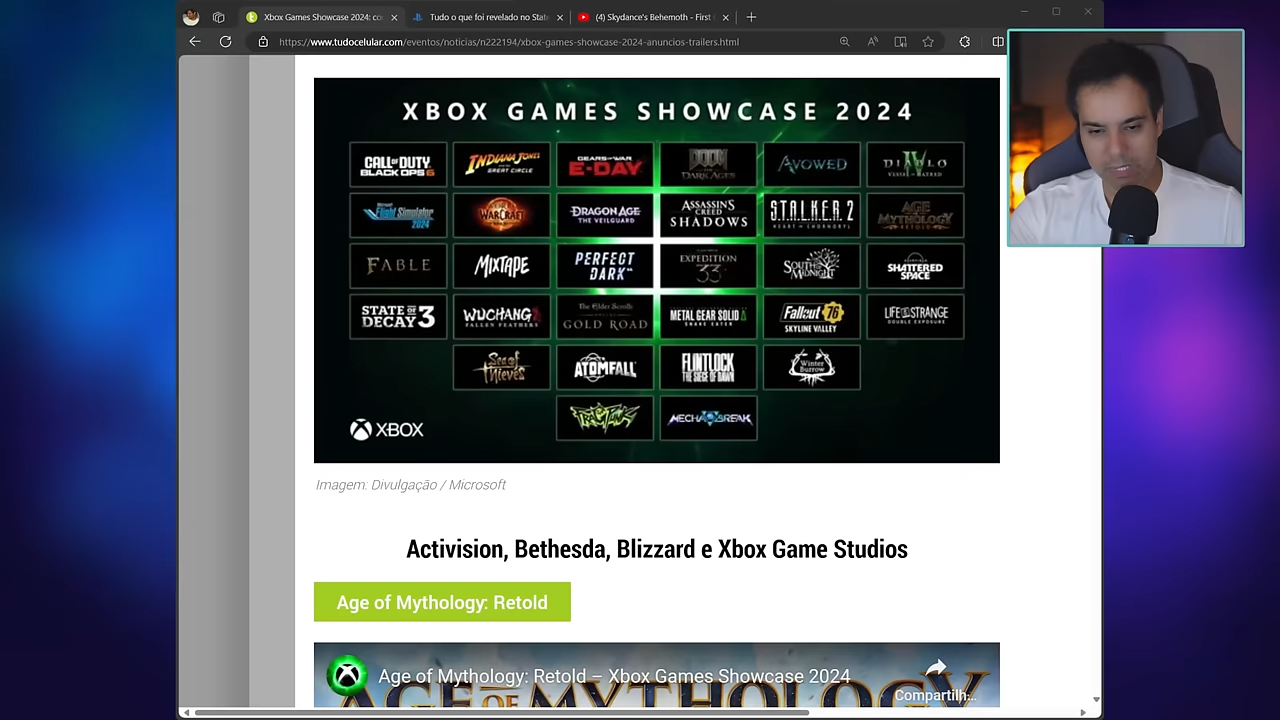 Xbox Games Showcase 2024: co
Tudo o que foi revelado no Stat
(4) Skydance's Behemoth - First
https://www.tudocelular.com/eventos/noticias/n222194/xbox-games-showcase-2024-anuncios-trailers.html
XBOX GAMES SHOWCASE 2024
CALL OF DUTY BLACK OPS 6
INDIANA JONES AND THE GREAT CIRCLE
GEARS OF WAR E-DAY
DOOM THE DARK AGES
AVOWED
DIABLO IV VESSEL OF HATRED
Microsoft Flight Simulator 2024
WARCRAFT
DRAGON AGE THE VEILGUARD
ASSASSIN'S CREED SHADOWS
S.T.A.L.K.E.R. 2 HEART OF CHORNOBYL
AGE OF MYTHOLOGY RETOLD
FABLE
MIXTAPE
PERFECT DARK
EXPEDITION 33
SOUTH OF MIDNIGHT
SHATTERED SPACE
STATE OF DECAY 3
WUCHANG FALLEN FEATHERS
The Elder Scrolls ONLINE GOLD ROAD
METAL GEAR SOLID Δ SNAKE EATER
Fallout 76 SKYLINE VALLEY
LIFE IS STRANGE DOUBLE EXPOSURE
Sea of Thieves
ATOMFALL
FLINTLOCK THE SIEGE OF DAWN
Winter Burrow
MECHA BREAK
XBOX
Imagem: Divulgação / Microsoft
Activision, Bethesda, Blizzard e Xbox Game Studios
Age of Mythology: Retold
Age of Mythology: Retold – Xbox Games Showcase 2024
AGE OF MYTHOLOGY
Compartilh...